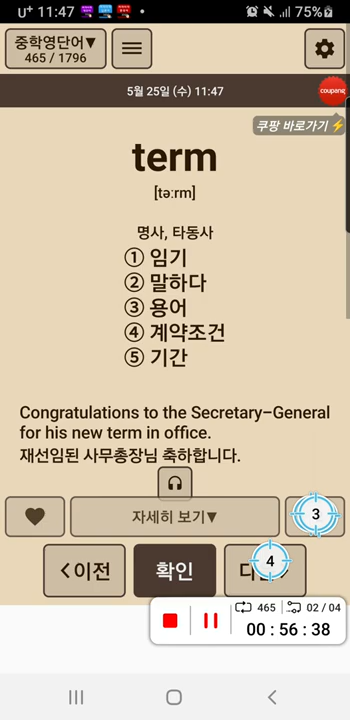 U⁺ 11:47 75%
중학영단어▼
465 / 1796
5월 25일 (수) 11:47
coupang
쿠팡 바로가기⚡
term
[tə:rm]
명사, 타동사
① 임기
② 말하다
③ 용어
④ 계약조건
⑤ 기간
Congratulations to the Secretary-General
for his new term in office.
재선임된 사무총장님 축하합니다.
자세히 보기▼
3
<이전
확인
4
465 02 / 04
00 : 56 : 38